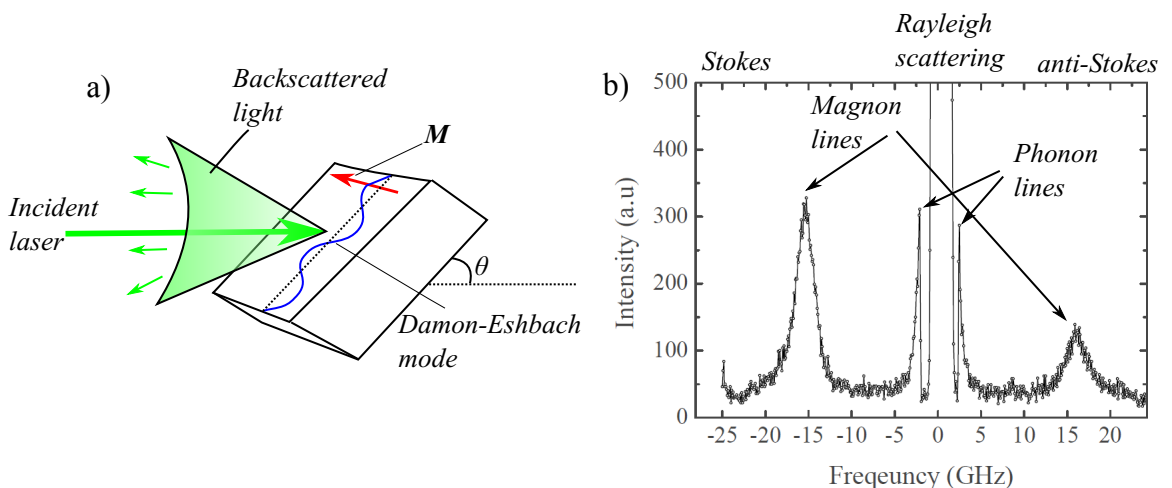 a)
Backscattered
light
M
Incident
laser
θ
Damon-Eshbach
mode
b)
Stokes
Rayleigh
scattering
anti-Stokes
Magnon
lines
Phonon
lines
Intensity (a.u)
500
400
300
200
100
0
-25 -20 -15 -10 -5 0 5 10 15 20
Freqeuncy (GHz)